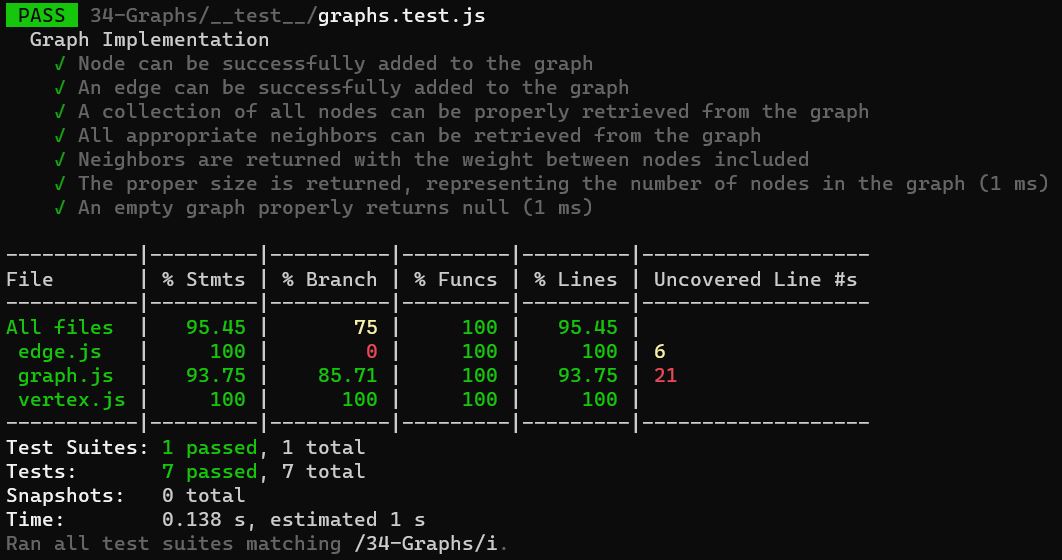 PASS 34-Graphs/__test__/graphs.test.js
  Graph Implementation
    √ Node can be successfully added to the graph
    √ An edge can be successfully added to the graph
    √ A collection of all nodes can be properly retrieved from the graph
    √ All appropriate neighbors can be retrieved from the graph
    √ Neighbors are returned with the weight between nodes included
    √ The proper size is returned, representing the number of nodes in the graph (1 ms)
    √ An empty graph properly returns null (1 ms)

-----------|---------|----------|---------|---------|-------------------
File       | % Stmts | % Branch | % Funcs | % Lines | Uncovered Line #s
-----------|---------|----------|---------|---------|-------------------
All files  |   95.45 |       75 |     100 |   95.45 |
 edge.js   |     100 |        0 |     100 |     100 | 6
 graph.js  |   93.75 |    85.71 |     100 |   93.75 | 21
 vertex.js |     100 |      100 |     100 |     100 |
-----------|---------|----------|---------|---------|-------------------
Test Suites: 1 passed, 1 total
Tests:       7 passed, 7 total
Snapshots:   0 total
Time:        0.138 s, estimated 1 s
Ran all test suites matching /34-Graphs/i.